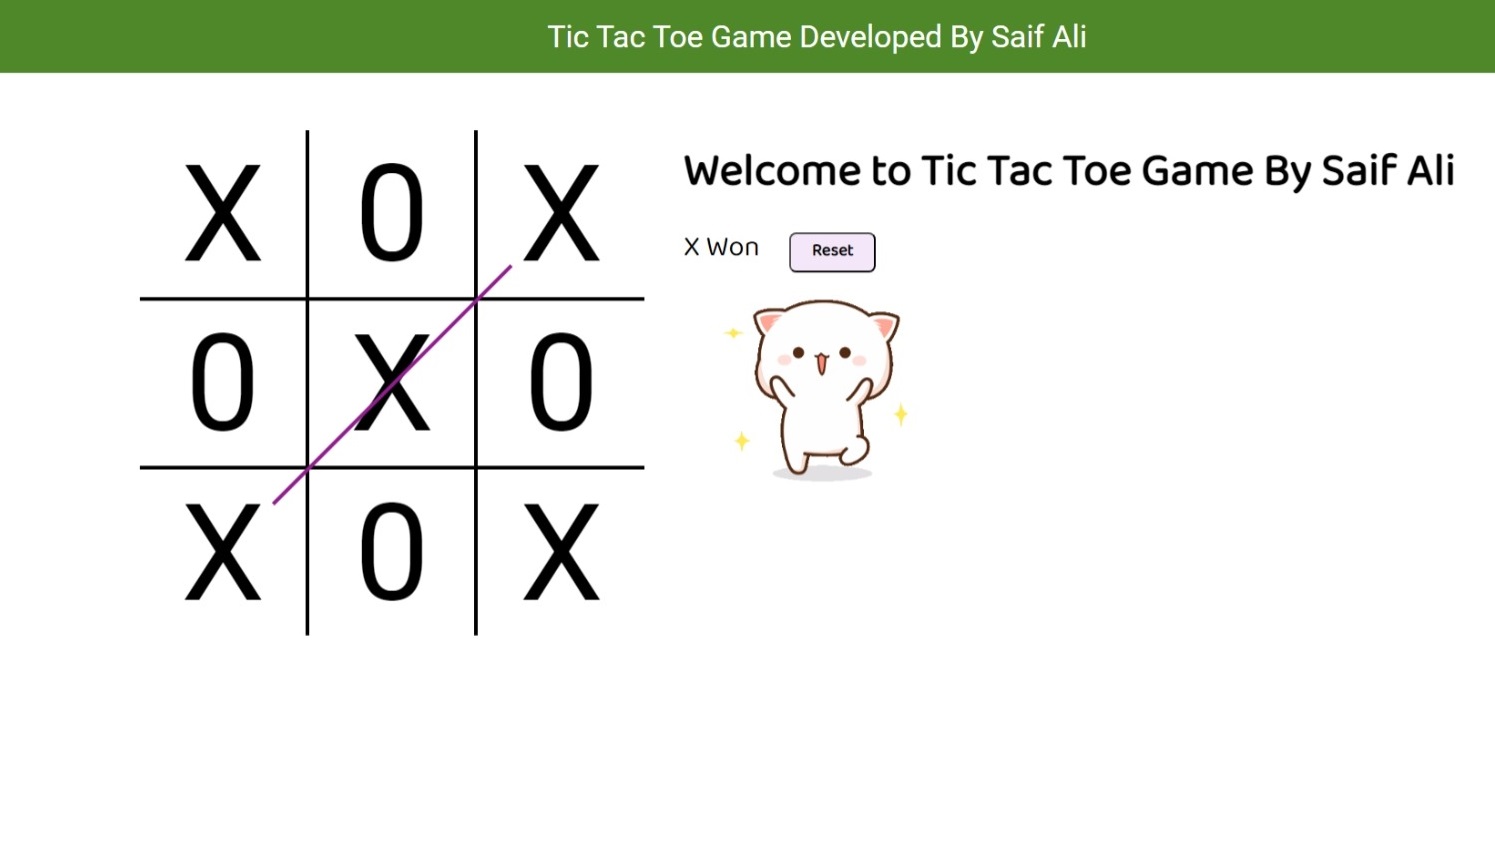 Tic Tac Toe Game Developed By Saif Ali
Welcome to Tic Tac Toe Game By Saif Ali
X Won Reset
X 0 X
0 X 0
X 0 X